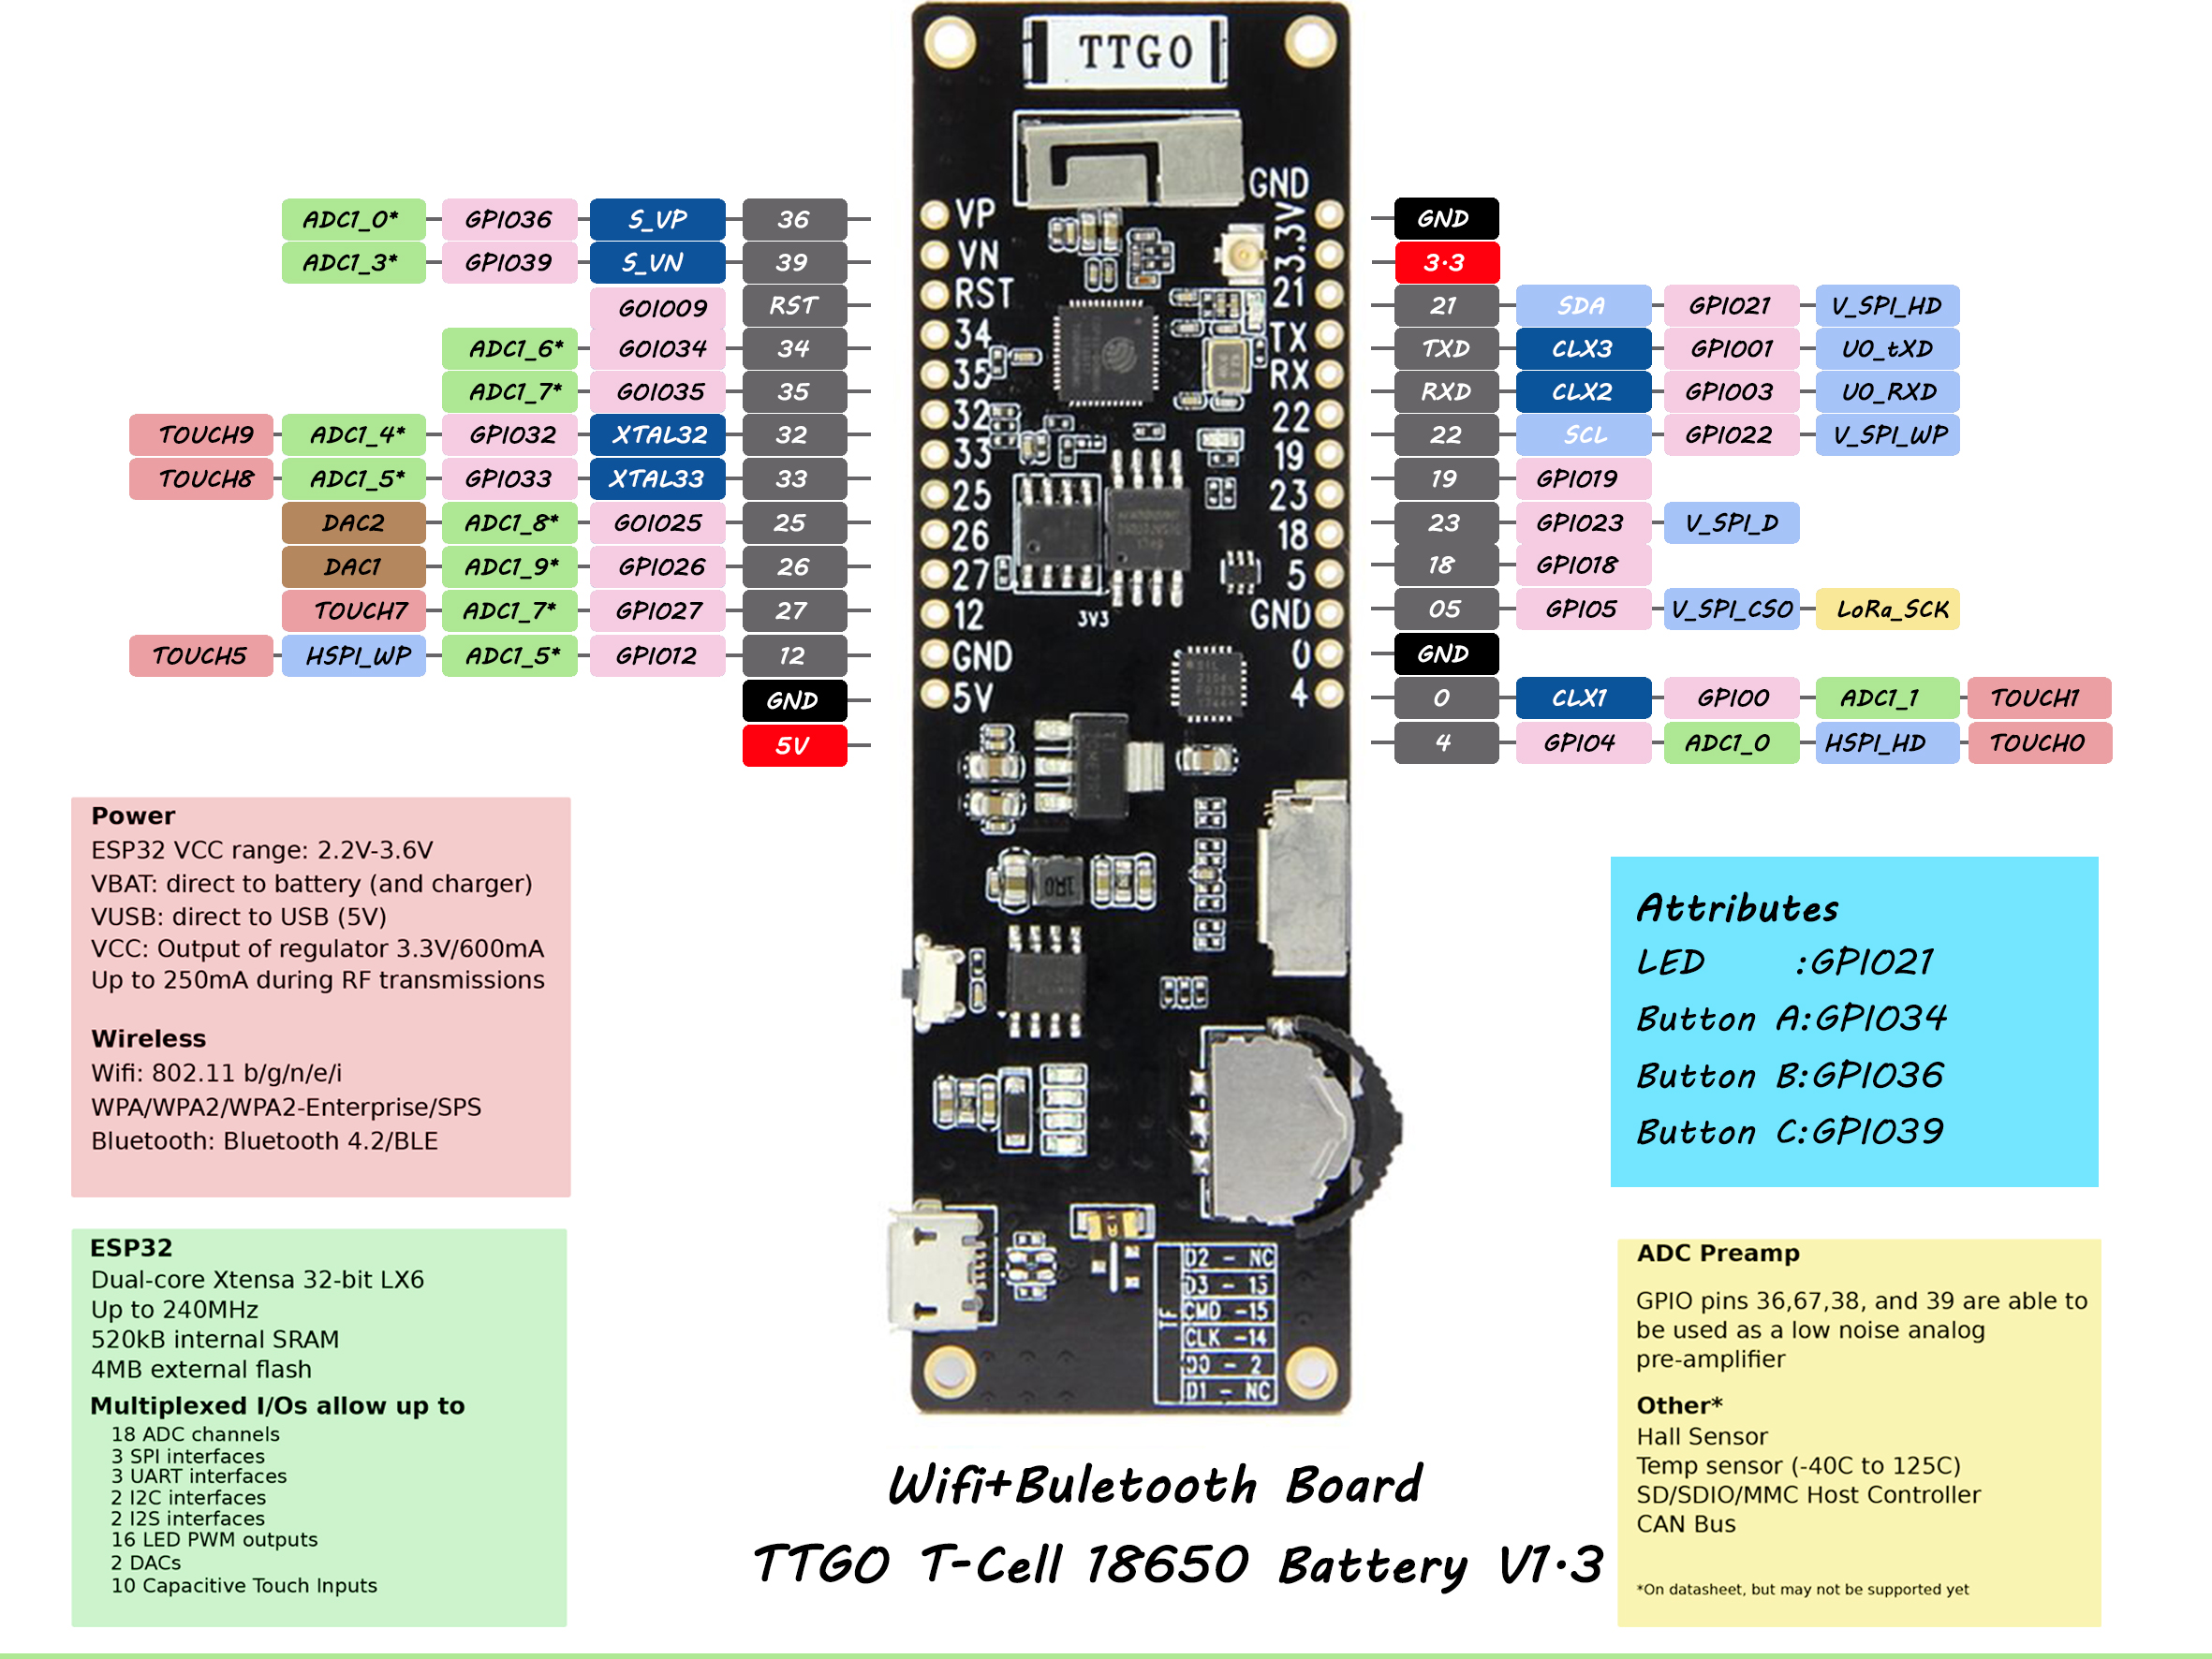 TTGO
GND
ADC1_0* GPIO36 S_VP 36 VP 3.3V GND
ADC1_3* GPIO39 S_VN 39 VN 3.3
GOIO09 RST RST 21 21 SDA GPIO21 V_SPI_HD
ADC1_6* GOIO34 34 34 TX TXD CLX3 GPIO01 UO_tXD
ADC1_7* GOIO35 35 35 RX RXD CLX2 GPIO03 UO_RXD
TOUCH9 ADC1_4* GPIO32 XTAL32 32 32 22 22 SCL GPIO22 V_SPI_WP
TOUCH8 ADC1_5* GPIO33 XTAL33 33 33 19 19 GPIO19
DAC2 ADC1_8* GOIO25 25 25 23 23 GPIO23 V_SPI_D
DAC1 ADC1_9* GPIO26 26 26 18 18 GPIO18
TOUCH7 ADC1_7* GPIO27 27 27 5 05 GPIO5 V_SPI_CSO LoRa_SCK
TOUCH5 HSPI_WP ADC1_5* GPIO12 12 12 GND GND
3V3
GND GND 0 0 CLX1 GPIO0 ADC1_1 TOUCH1
5V 5V 4 4 GPIO4 ADC1_0 HSPI_HD TOUCH0
1R0
Power
ESP32 VCC range: 2.2V-3.6V
VBAT: direct to battery (and charger)
VUSB: direct to USB (5V)
VCC: Output of regulator 3.3V/600mA
Up to 250mA during RF transmissions
Wireless
Wifi: 802.11 b/g/n/e/i
WPA/WPA2/WPA2-Enterprise/SPS
Bluetooth: Bluetooth 4.2/BLE
Attributes
LED :GPIO21
Button A:GPIO34
Button B:GPIO36
Button C:GPIO39
ESP32
Dual-core Xtensa 32-bit LX6
Up to 240MHz
520kB internal SRAM
4MB external flash
Multiplexed I/Os allow up to
18 ADC channels
3 SPI interfaces
3 UART interfaces
2 I2C interfaces
2 I2S interfaces
16 LED PWM outputs
2 DACs
10 Capacitive Touch Inputs
TF
D2 - NC
D3 - 13
CMD -15
CLK -14
D0 - 2
D1 - NC
ADC Preamp
GPIO pins 36,67,38, and 39 are able to
be used as a low noise analog
pre-amplifier
Other*
Hall Sensor
Temp sensor (-40C to 125C)
SD/SDIO/MMC Host Controller
CAN Bus
*On datasheet, but may not be supported yet
Wifi+Buletooth Board
TTGO T-Cell 18650 Battery V1.3